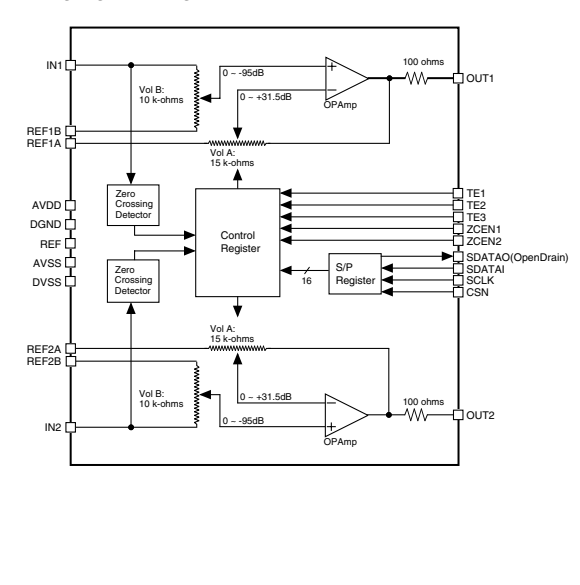 IN1
REF1B
REF1A
AVDD
DGND
REF
AVSS
DVSS
REF2A
REF2B
IN2
Vol B:
10 k-ohms
0 ~ -95dB
0 ~ +31.5dB
+
−
OPAmp
100 ohms
OUT1
Vol A:
15 k-ohms
Zero
Crossing
Detector
Zero
Crossing
Detector
Control
Register
16
S/P
Register
TE1
TE2
TE3
ZCEN1
ZCEN2
SDATAO(OpenDrain)
SDATAI
SCLK
CSN
Vol A:
15 k-ohms
Vol B:
10 k-ohms
0 ~ +31.5dB
0 ~ -95dB
−
+
OPAmp
100 ohms
OUT2